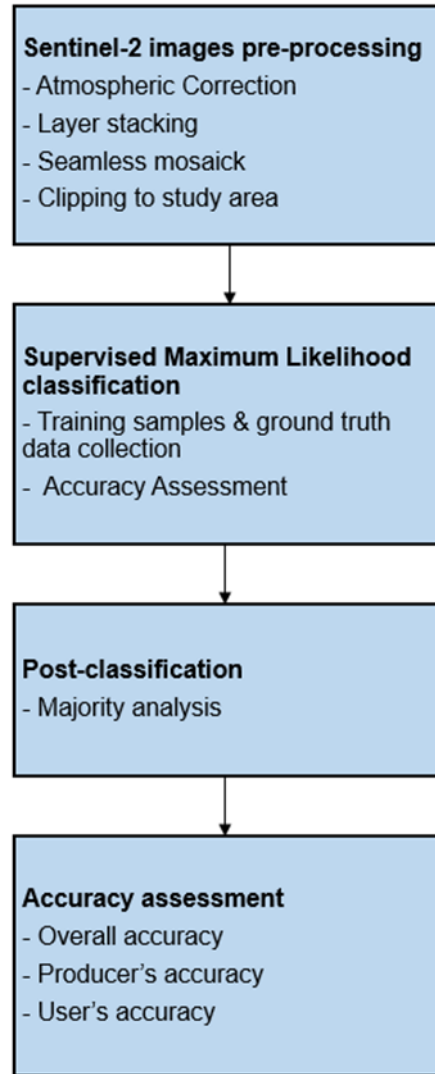 Sentinel-2 images pre-processing
- Atmospheric Correction
- Layer stacking
- Seamless mosaick
- Clipping to study area
Supervised Maximum Likelihood
classification
- Training samples & ground truth
data collection
-  Accuracy Assessment
Post-classification
- Majority analysis
Accuracy assessment
- Overall accuracy
- Producer’s accuracy
- User’s accuracy